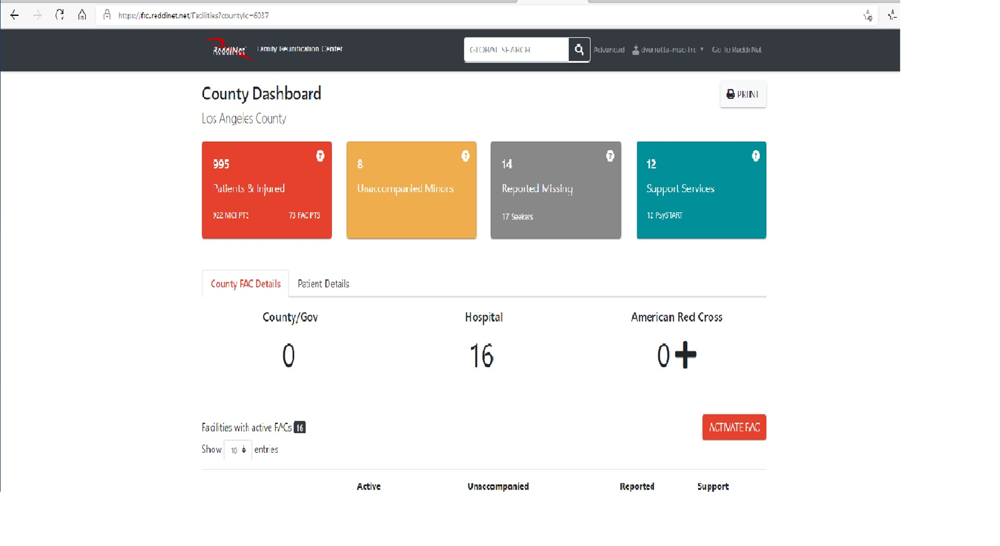 https://frc.reddinet.net/Facilities?countyId=6037
ReddiNet Family Reunification Center
GLOBAL SEARCH
Advanced
Go To ReddiNet
County Dashboard
PRINT
Los Angeles County
995
Patients & Injured
922 MCI PTS 73 FAC PTS
8
Unaccompanied Minors
14
Reported Missing
17 Seekers
12
Support Services
12 PsySTART
County FAC Details Patient Details
County/Gov Hospital American Red Cross
0 16 0
Facilities with active FACs 16
ACTIVATE FAC
Show 10 entries
Active Unaccompanied Reported Support